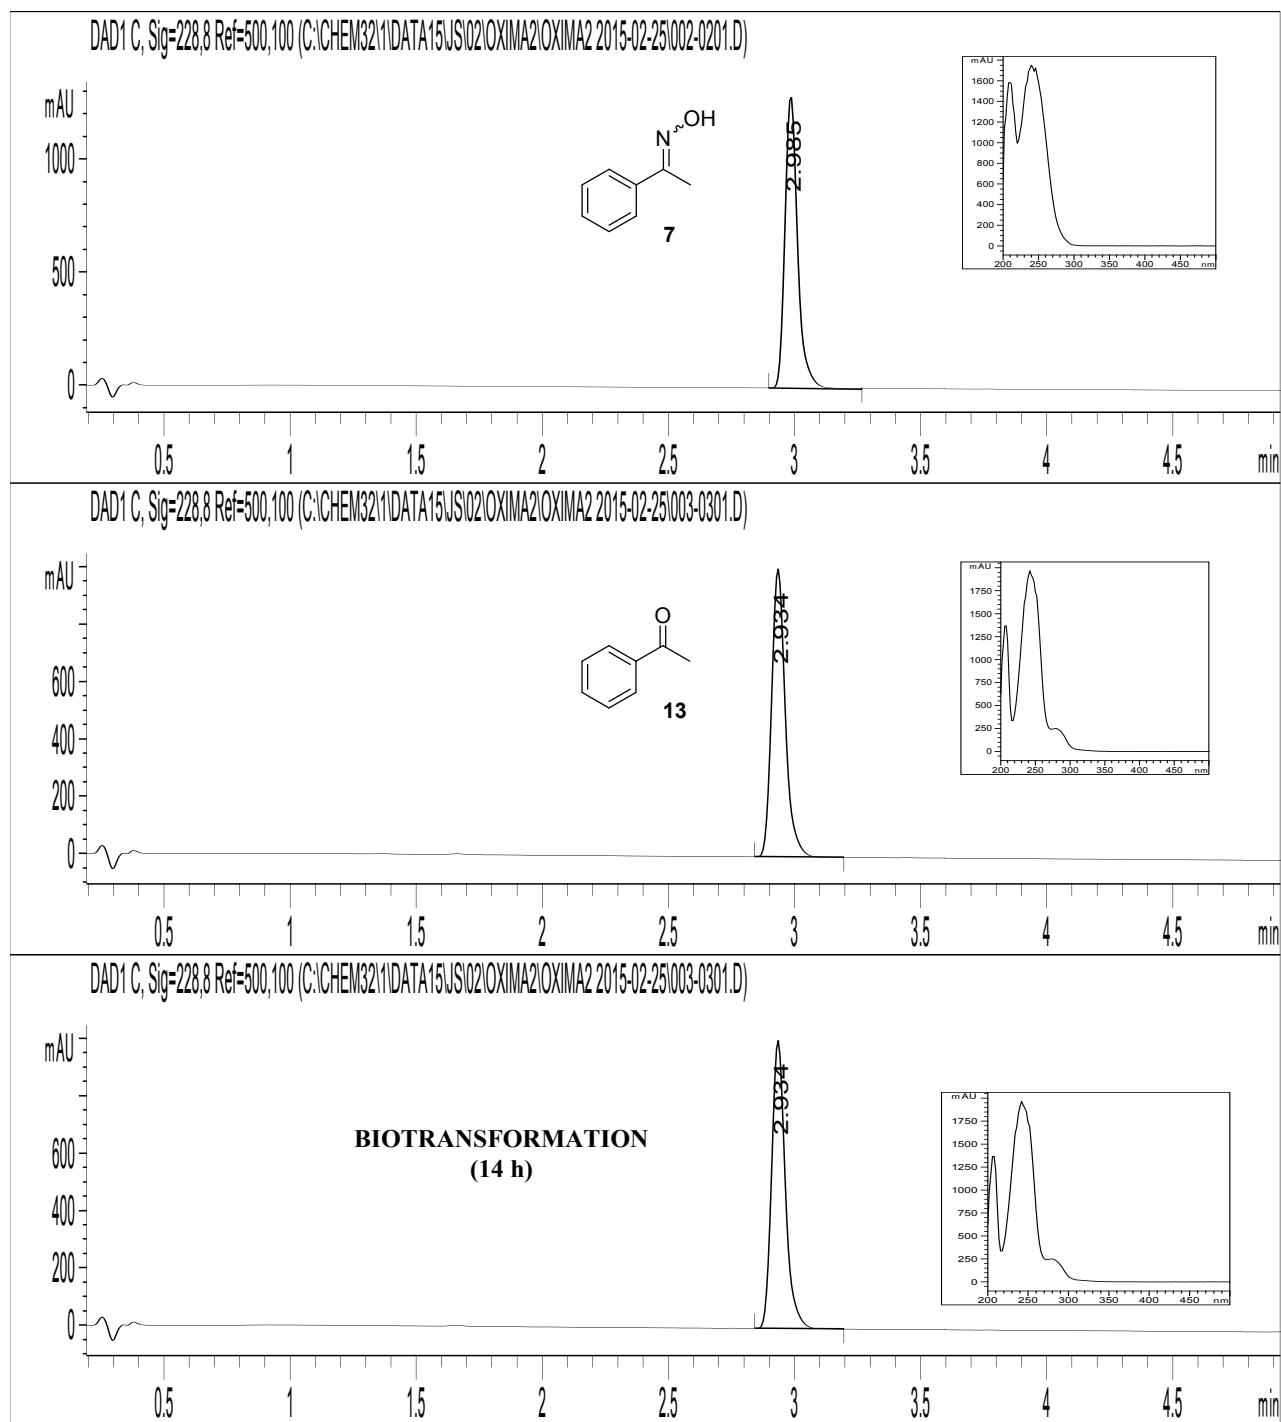 DAD1 C, Sig=228,8 Ref=500,100 (C:\CHEM32\1\DATA15\JS\02\OXIMA2\OXIMA2 2015-02-25\002-0201.D)
mAU
1000
500
0
N
OH
7
2.985
mAU
1600
1400
1200
1000
800
600
400
200
0
200 250 300 350 400 450 nm
0.5 1 1.5 2 2.5 3 3.5 4 4.5 min
DAD1 C, Sig=228,8 Ref=500,100 (C:\CHEM32\1\DATA15\JS\02\OXIMA2\OXIMA2 2015-02-25\003-0301.D)
mAU
600
400
200
0
O
13
2.934
mAU
1750
1500
1250
1000
750
500
250
0
200 250 300 350 400 450 nm
0.5 1 1.5 2 2.5 3 3.5 4 4.5 min
DAD1 C, Sig=228,8 Ref=500,100 (C:\CHEM32\1\DATA15\JS\02\OXIMA2\OXIMA2 2015-02-25\003-0301.D)
mAU
600
400
200
0
BIOTRANSFORMATION
(14 h)
2.934
mAU
1750
1500
1250
1000
750
500
250
0
200 250 300 350 400 450 nm
0.5 1 1.5 2 2.5 3 3.5 4 4.5 min